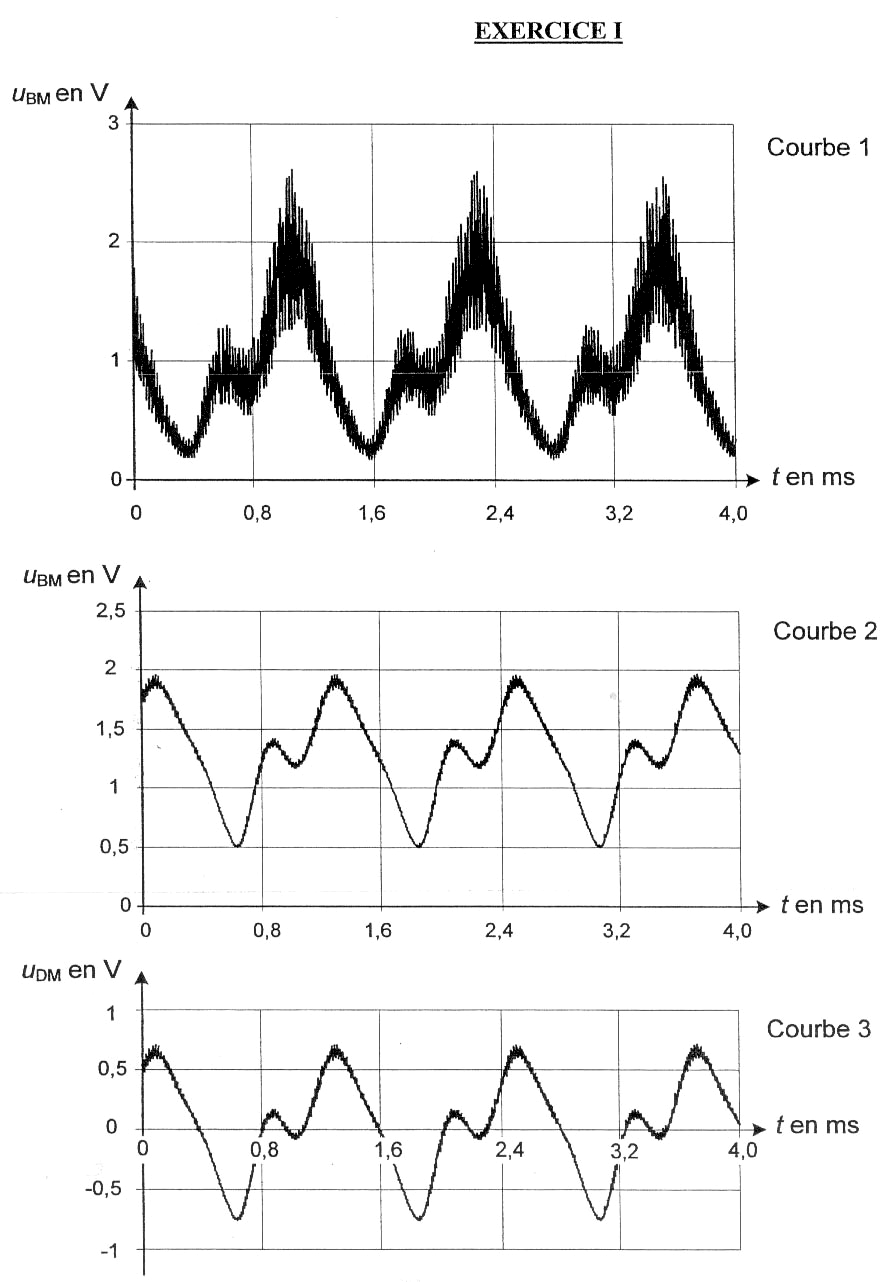 EXERCICE I
uBM en V
3
Courbe 1
2
1
0
t en ms
0 0,8 1,6 2,4 3,2 4,0
uBM en V
2,5
Courbe 2
2
1,5
1
0,5
0
t en ms
0 0,8 1,6 2,4 3,2 4,0
uDM en V
1
Courbe 3
0,5
0
t en ms
0 0,8 1,6 2,4 3,2 4,0
-0,5
-1